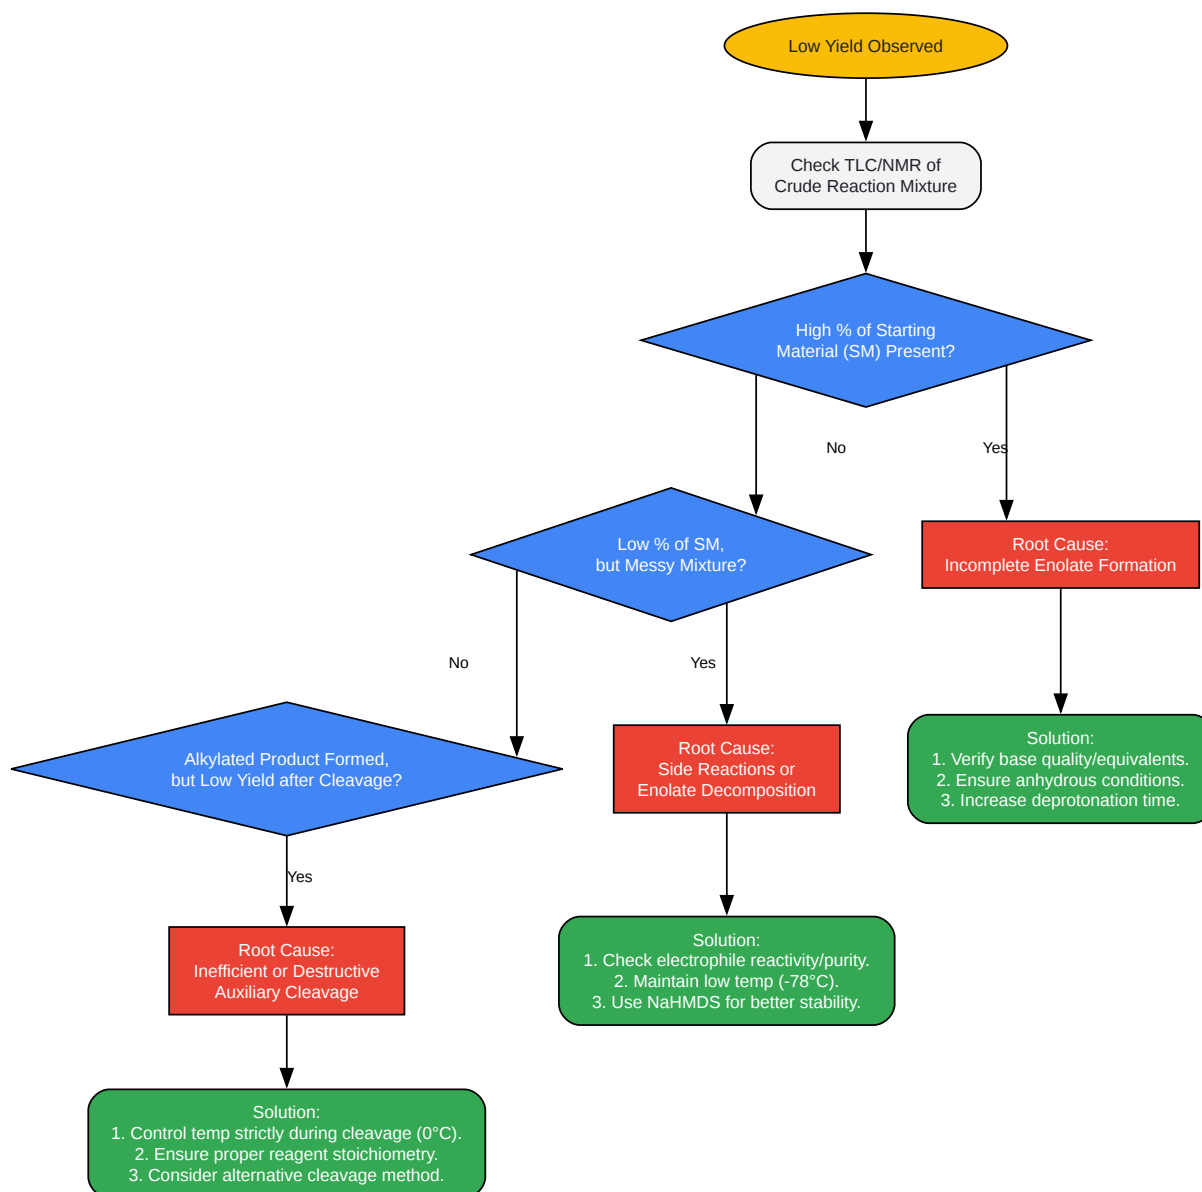 Low Yield Observed
Check TLC/NMR of
Crude Reaction Mixture
High % of Starting
Material (SM) Present?
No
Yes
Low % of SM,
but Messy Mixture?
Root Cause:
Incomplete Enolate Formation
No
Yes
Alkylated Product Formed,
but Low Yield after Cleavage?
Root Cause:
Side Reactions or
Enolate Decomposition
Solution:
1. Verify base quality/equivalents.
2. Ensure anhydrous conditions.
3. Increase deprotonation time.
Yes
Root Cause:
Inefficient or Destructive
Auxiliary Cleavage
Solution:
1. Check electrophile reactivity/purity.
2. Maintain low temp (-78°C).
3. Use NaHMDS for better stability.
Solution:
1. Control temp strictly during cleavage (0°C).
2. Ensure proper reagent stoichiometry.
3. Consider alternative cleavage method.